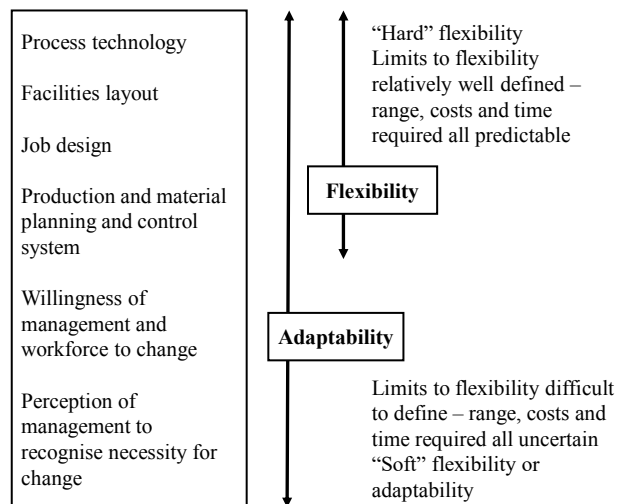 Process technology
Facilities layout
Job design
Production and material
planning and control
system
Willingness of
management and
workforce to change
Perception of
management to
recognise necessity for
change
“Hard” flexibility
Limits to flexibility
relatively well defined –
range, costs and time
required all predictable
Flexibility
Adaptability
Limits to flexibility difficult
to define – range, costs and
time required all uncertain
“Soft” flexibility or
adaptability